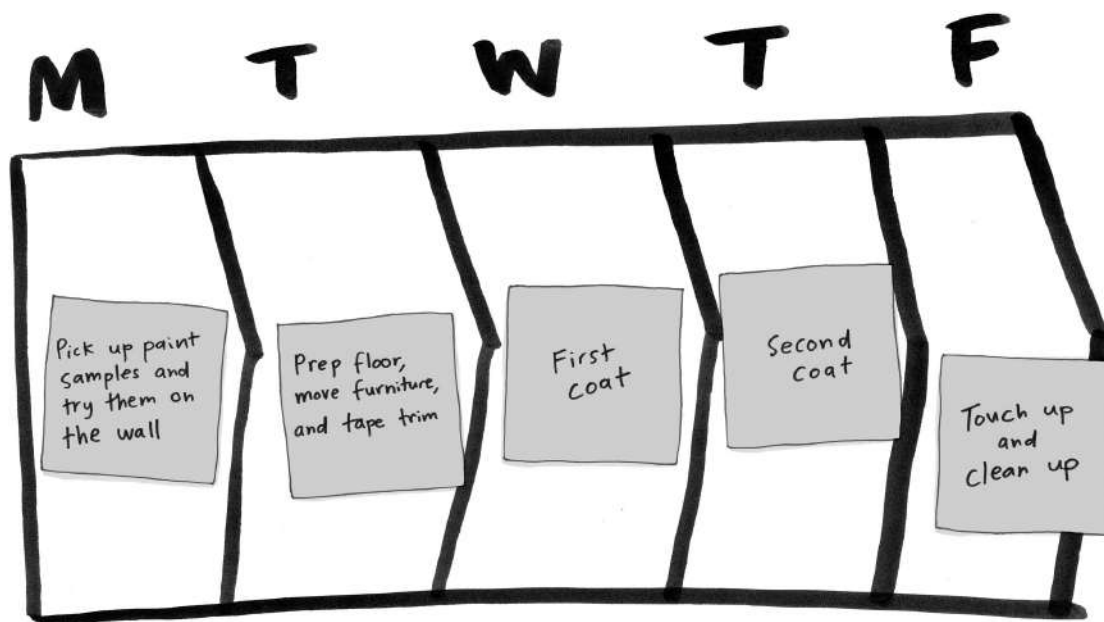 M T W T F
Pick up paint
samples and
try them on
the wall
Prep floor,
move furniture,
and tape trim
First
coat
Second
coat
Touch up
and
clean up